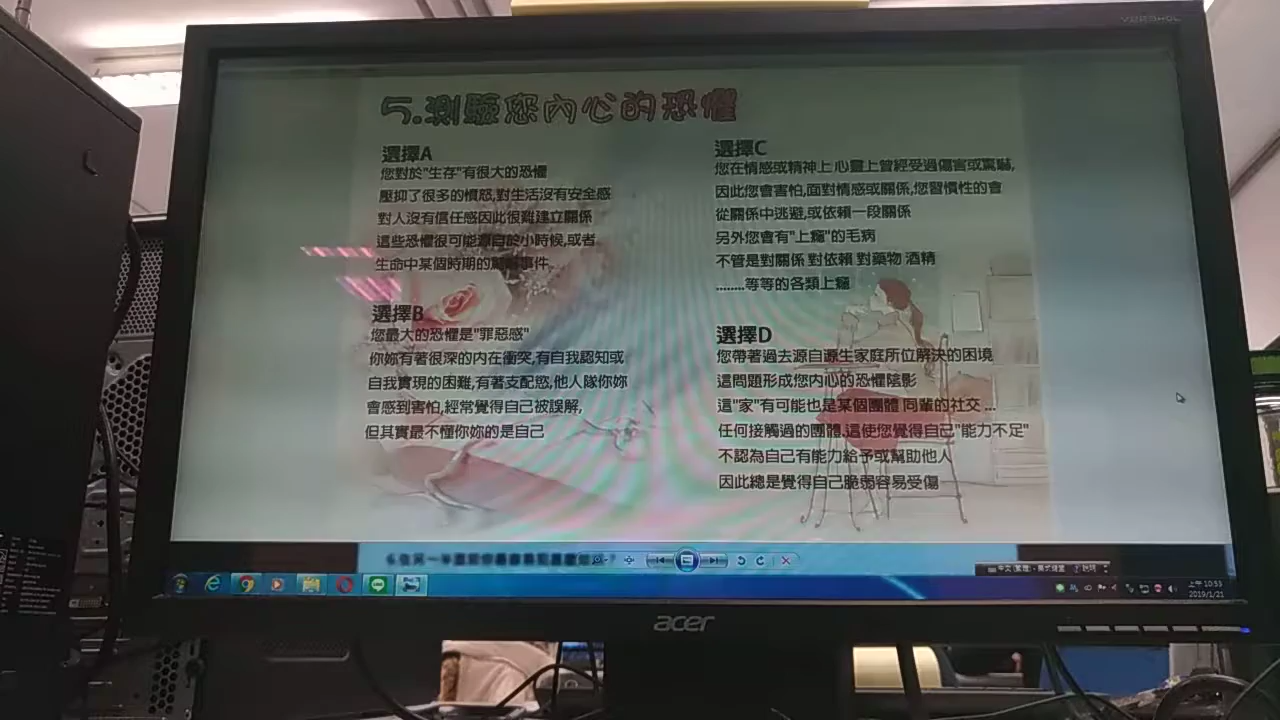 5.測驗您內心的恐懼
選擇A
您對於"生存"有很大的恐懼
壓抑了很多的憤怒,對生活沒有安全感
對人沒有信任感因此很難建立關係
這些恐懼很可能源自於小時候,或者
生命中某個時期的驚嚇事件
選擇B
您最大的恐懼是"罪惡感"
你妳有著很深的內在衝突,有自我認知或
自我實現的困難,有著支配慾,他人隊你妳
會感到害怕,經常覺得自己被誤解,
但其實最不懂你妳的是自己
選擇C
您在情感或精神上 心靈上曾經受過傷害或驚嚇,
因此您會害怕,面對情感或關係,您習慣性的會
從關係中逃避,或依賴一段關係
另外您會有"上癮"的毛病
不管是對關係 對依賴 對藥物 酒精
........等等的各類上癮
選擇D
您帶著過去源自源生家庭所位解決的困境
這問題形成您內心的恐懼陰影
這"家"有可能也是某個團體 同輩的社交 ...
任何接觸過的團體,這使您覺得自己"能力不足"
不認為自己有能力給予或幫助他人
因此總是覺得自己脆弱容易受傷
上午 10:53
2019/1/21
acer